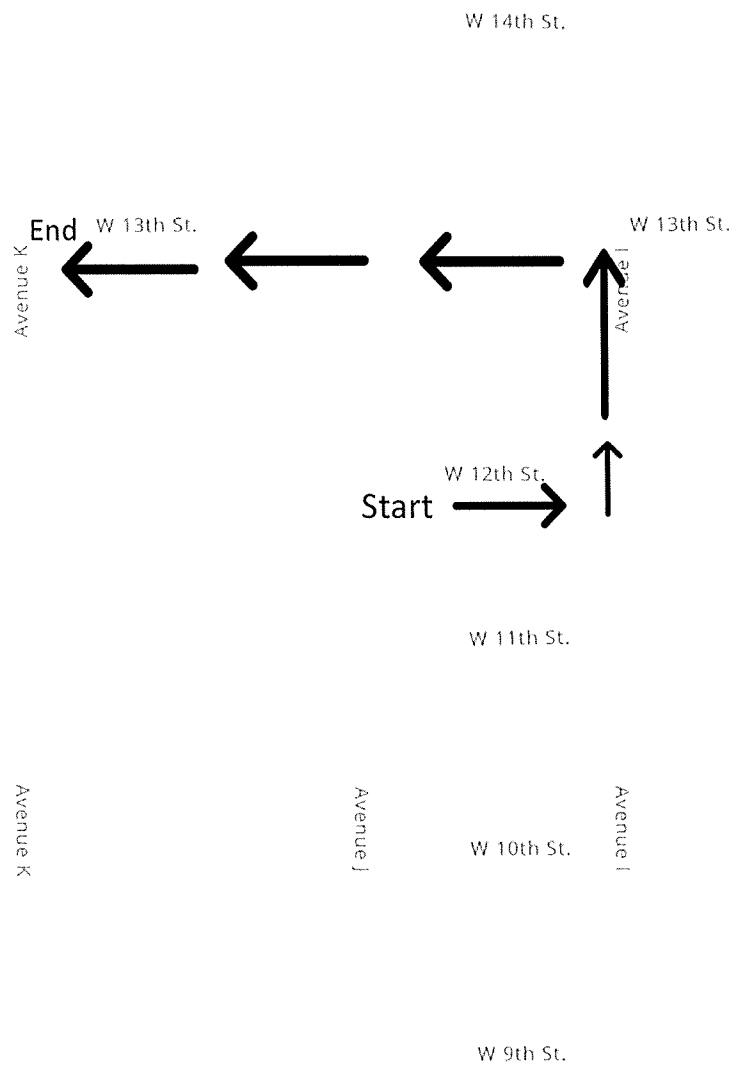 W 14th St.
End
W 13th St.
W 13th St.
Avenue K
Avenue I
W 12th St.
Start
W 11th St.
Avenue K
Avenue J
Avenue I
W 10th St.
W 9th St.